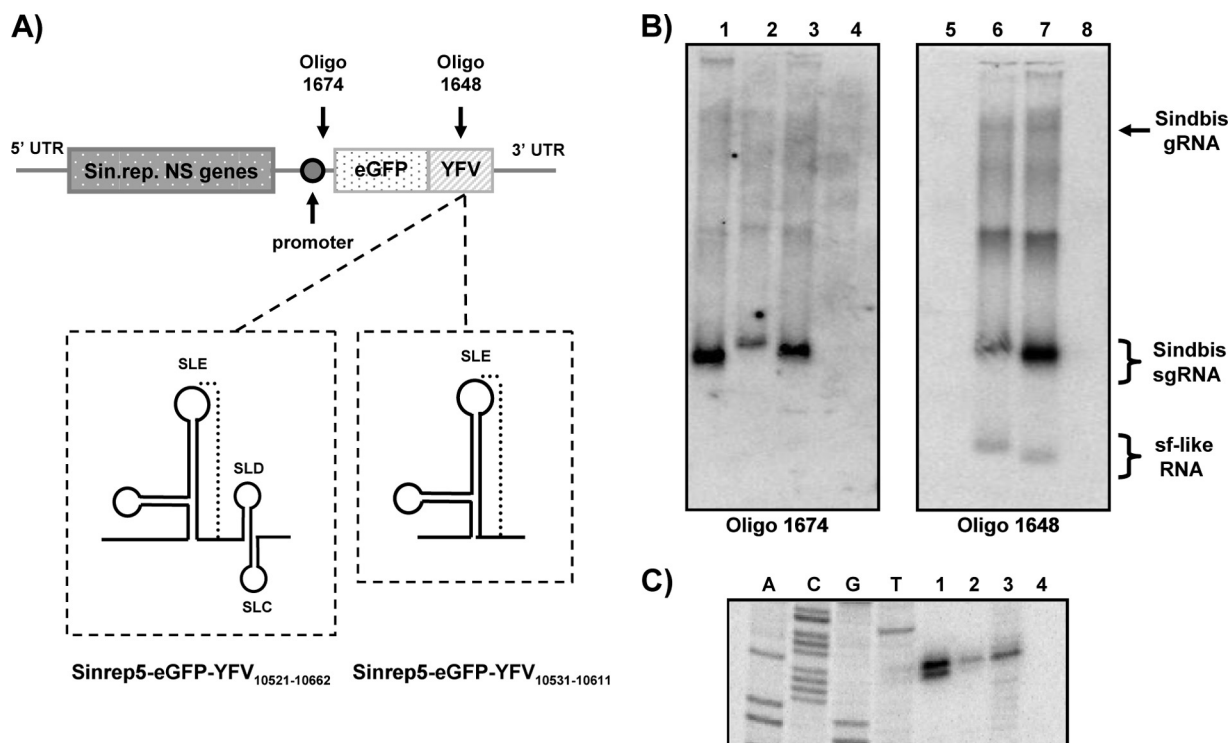 A)
Oligo
1674
Oligo
1648
5' UTR
Sin.rep. NS genes
eGFP
YFV
3' UTR
promoter
SLE
SLD
SLC
SLE
Sinrep5-eGFP-YFV10521-10662
Sinrep5-eGFP-YFV10531-10611
B)
1 2 3 4
5 6 7 8
Sindbis
gRNA
Sindbis
sgRNA
sf-like
RNA
Oligo 1674
Oligo 1648
C)
A C G T 1 2 3 4